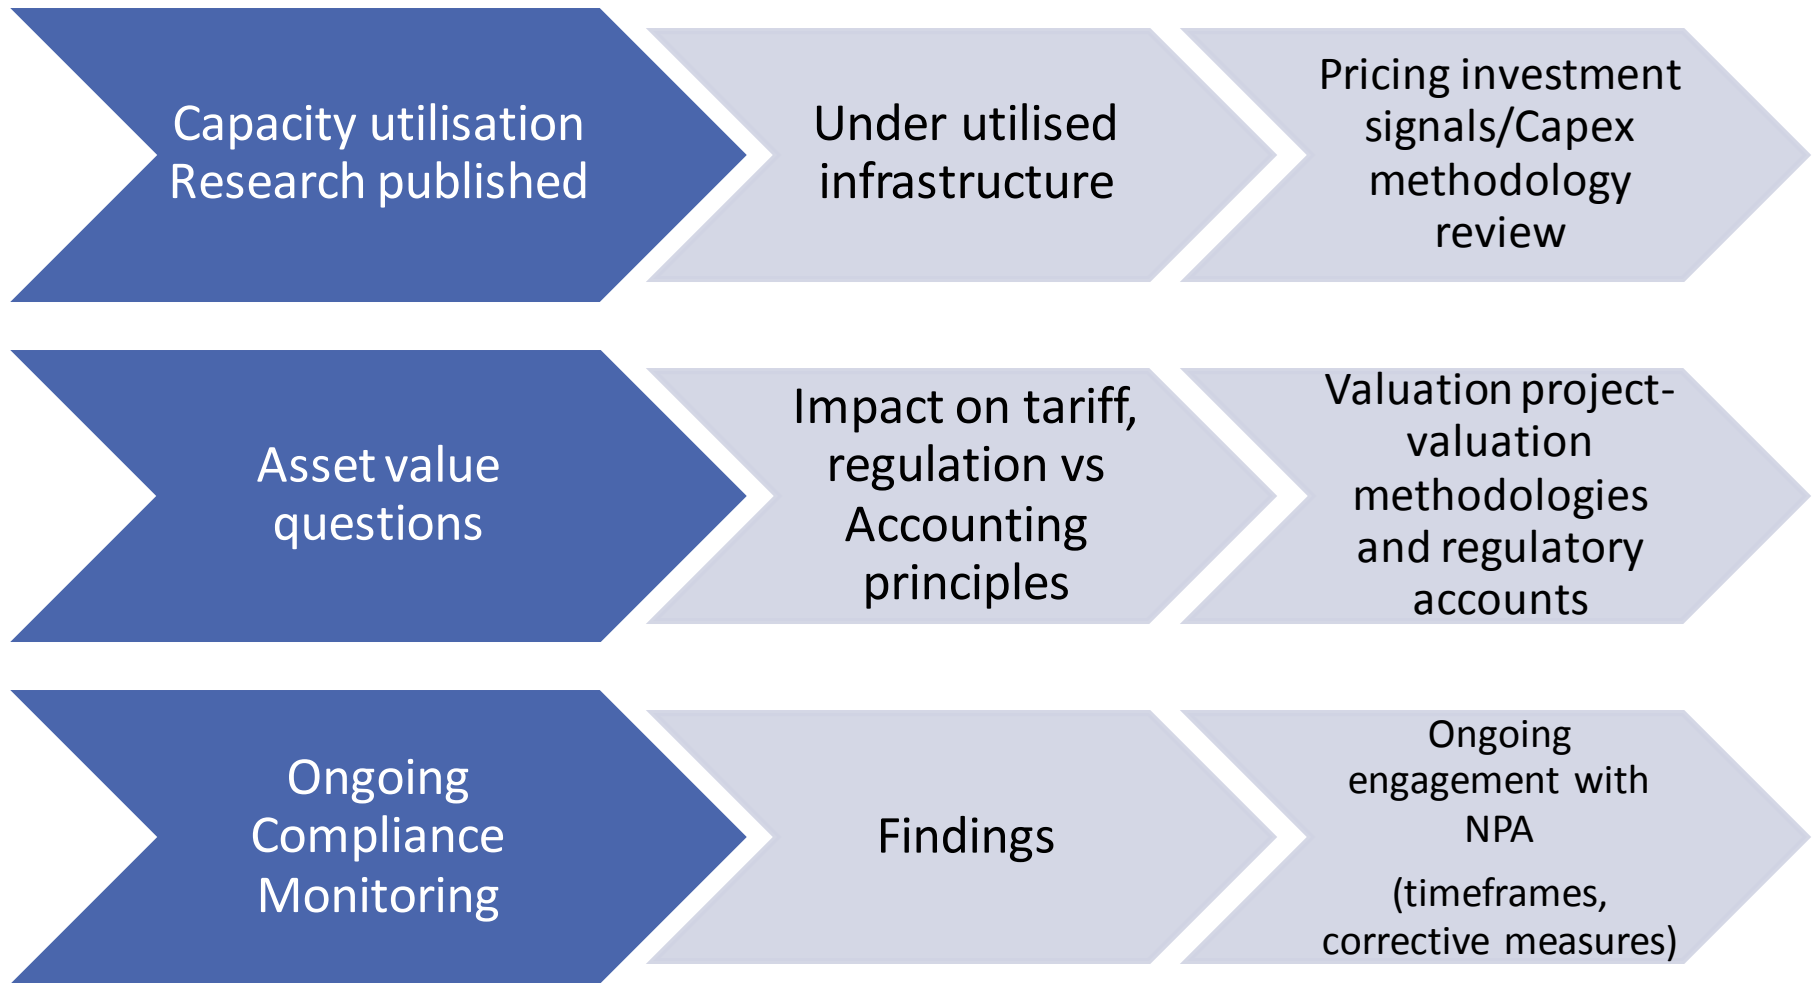 Capacity utilisation
Research published
Under utilised
infrastructure
Pricing investment
signals/Capex
methodology
review
Asset value
questions
Impact on tariff,
regulation vs
Accounting
principles
Valuation project-
valuation
methodologies
and regulatory
accounts
Ongoing
Compliance
Monitoring
Findings
Ongoing
engagement with
NPA
(timeframes,
corrective measures)